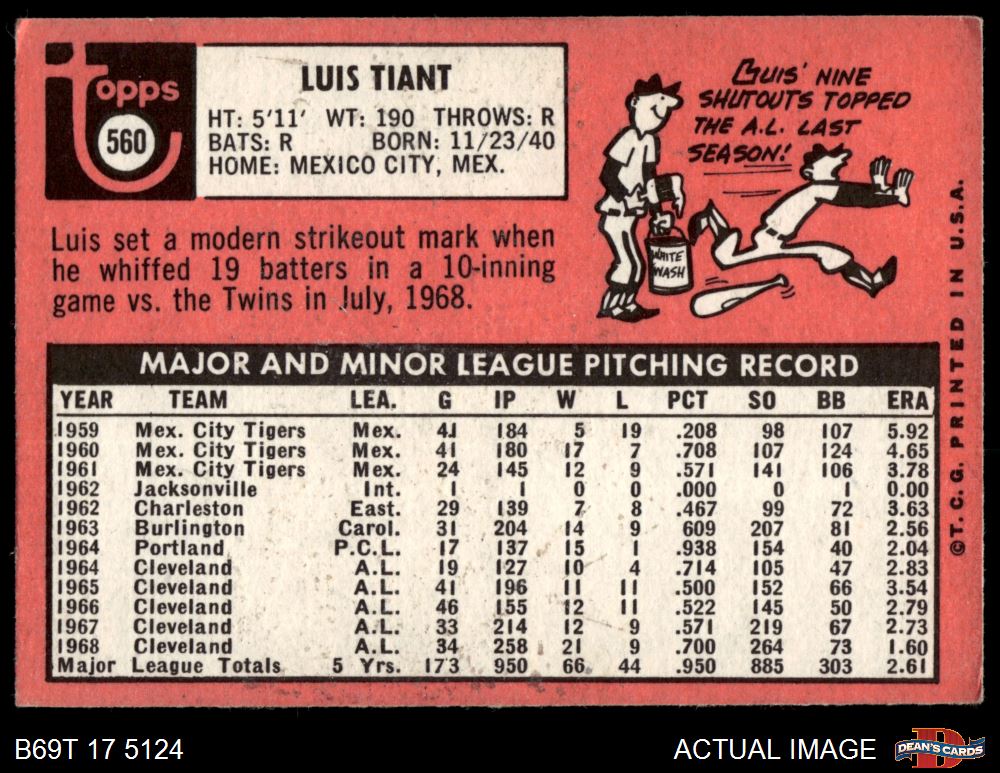 Topps
560
LUIS TIANT
HT: 5'11' WT: 190 THROWS: R
BATS: R BORN: 11/23/40
HOME: MEXICO CITY, MEX.
LUIS' NINE
SHUTOUTS TOPPED
THE A.L. LAST
SEASON!
WHITE
WASH
Luis set a modern strikeout mark when
he whiffed 19 batters in a 10-inning
game vs. the Twins in July, 1968.
MAJOR AND MINOR LEAGUE PITCHING RECORD
YEAR TEAM LEA. G IP W L PCT SO BB ERA
1959 Mex. City Tigers Mex. 41 184 5 19 .208 98 107 5.92
1960 Mex. City Tigers Mex. 41 180 17 7 .708 107 124 4.65
1961 Mex. City Tigers Mex. 24 145 12 9 .571 141 106 3.78
1962 Jacksonville Int. 1 1 0 0 .000 0 1 0.00
1962 Charleston East. 29 139 7 8 .467 99 72 3.63
1963 Burlington Carol. 31 204 14 9 609 207 81 2.56
1964 Portland P.C.L. 17 137 15 1 .938 154 40 2.04
1964 Cleveland A.L. 19 127 10 4 .714 105 47 2.83
1965 Cleveland A.L. 41 196 11 11 .500 152 66 3.54
1966 Cleveland A.L. 46 155 12 11 .522 145 50 2.79
1967 Cleveland A.L. 33 214 12 9 .571 219 67 2.73
1968 Cleveland A.L. 34 258 21 9 .700 264 73 1.60
Major League Totals 5 Yrs. 173 950 66 44 .950 885 303 2.61
©T.C.G. PRINTED IN U.S.A.
B69T 17 5124
ACTUAL IMAGE
D
DEAN'S CARDS